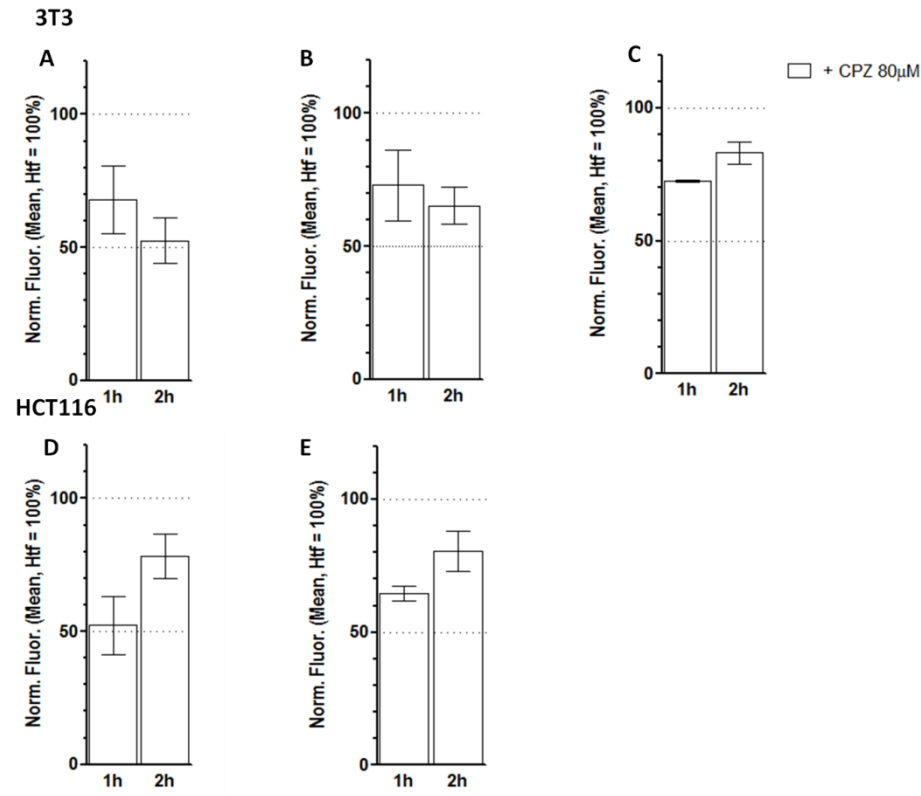 3T3
A
Norm. Fluor. (Mean, Htf = 100%)
100
50
0
1h 2h
B
Norm. Fluor. (Mean, Htf = 100%)
100
50
0
1h 2h
C
Norm. Fluor. (Mean, Htf = 100%)
100
50
0
1h 2h
+ CPZ 80µM
HCT116
D
Norm. Fluor. (Mean, Htf = 100%)
100
50
0
1h 2h
E
Norm. Fluor. (Mean, Htf = 100%)
100
50
0
1h 2h